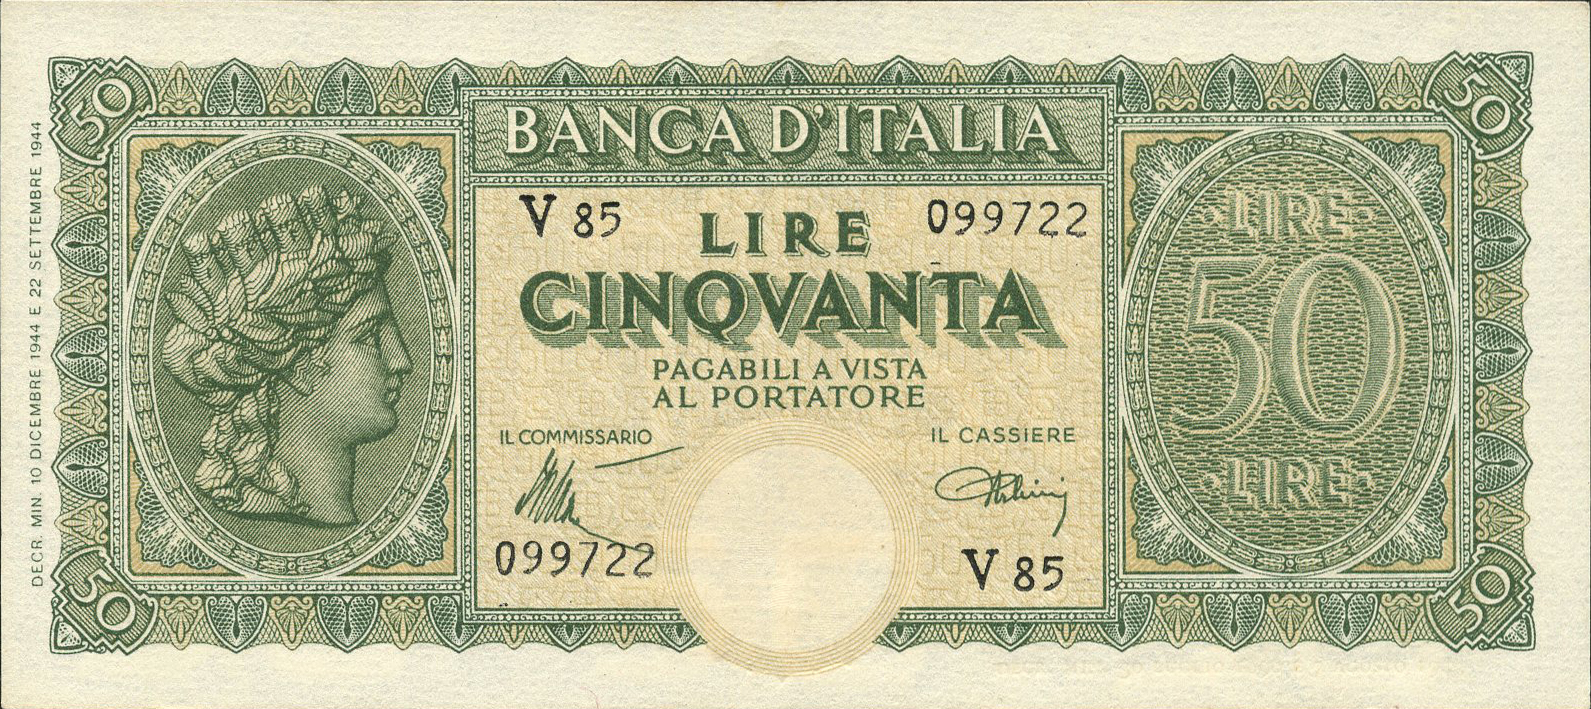 50
50
BANCA D'ITALIA
V 85
099722
LIRE
CINQVANTA
PAGABILI A VISTA
AL PORTATORE
IL COMMISSARIO
IL CASSIERE
099722
V 85
LIRE
50
LIRE
50
50
DECR. MIN. 10 DICEMBRE 1944 E 22 SETTEMBRE 1944